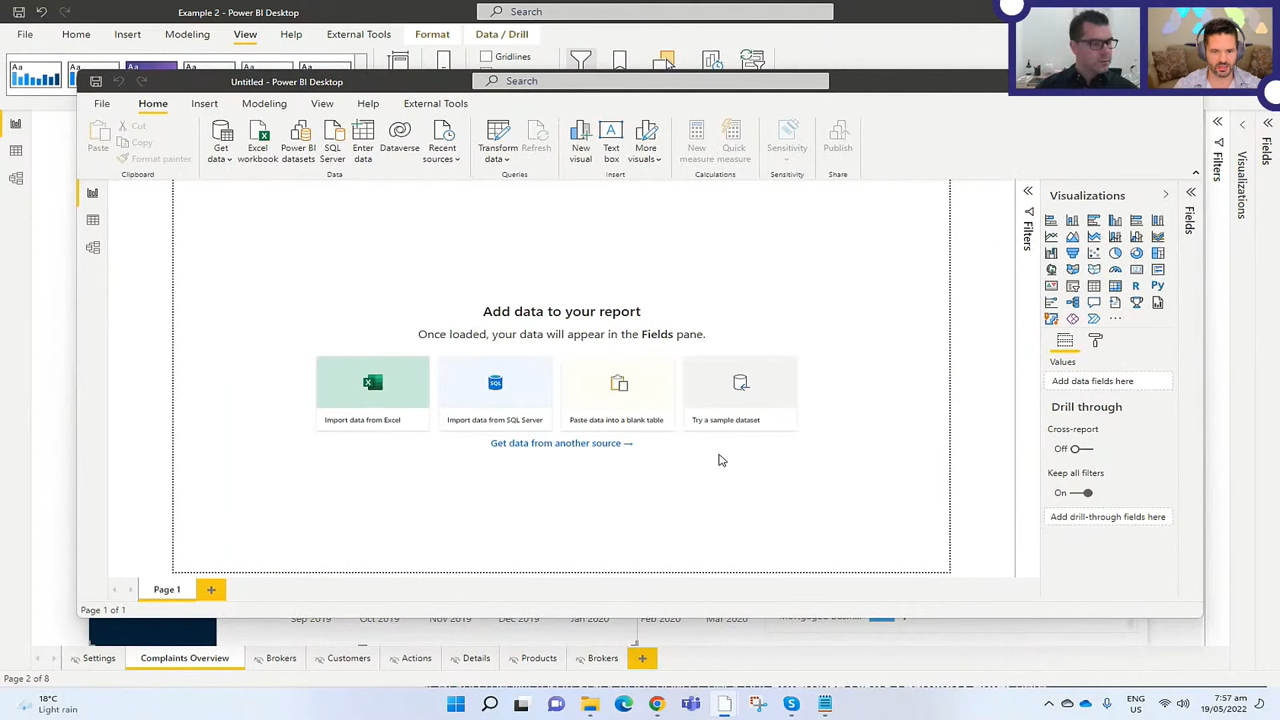 Example 2 - Power BI Desktop
Search
File
Home
Insert
Modeling
View
Help
External Tools
Format
Data / Drill
Aa
Aa
Gridlines
Untitled - Power BI Desktop
Search
File
Home
Insert
Modeling
View
Help
External Tools
Paste
Cut
Copy
Format painter
Clipboard
Get data
Excel workbook
Power BI datasets
SQL Server
Enter data
Dataverse
Recent sources
Data
Transform data
Refresh
Queries
New visual
Text box
More visuals
Insert
New measure
Quick measure
Calculations
Sensitivity
Sensitivity
Publish
Share
Filters
Visualizations
Fields
Filters
Visualizations
Fields
R
Py
Values
Add data fields here
Drill through
Cross-report
Off
Keep all filters
On
Add drill-through fields here
Add data to your report
Once loaded, your data will appear in the Fields pane.
Import data from Excel
SQL
Import data from SQL Server
Paste data into a blank table
Try a sample dataset
Get data from another source →
Page 1
Page 1 of 1
Sep 2019
Oct 2019
Nov 2019
Dec 2019
Jan 2020
Feb 2020
Mar 2020
Settings
Complaints Overview
Brokers
Customers
Actions
Details
Products
Brokers
Page 2 of 8
18°C
Light rain
ENG
US
7:57 pm
19/05/2022